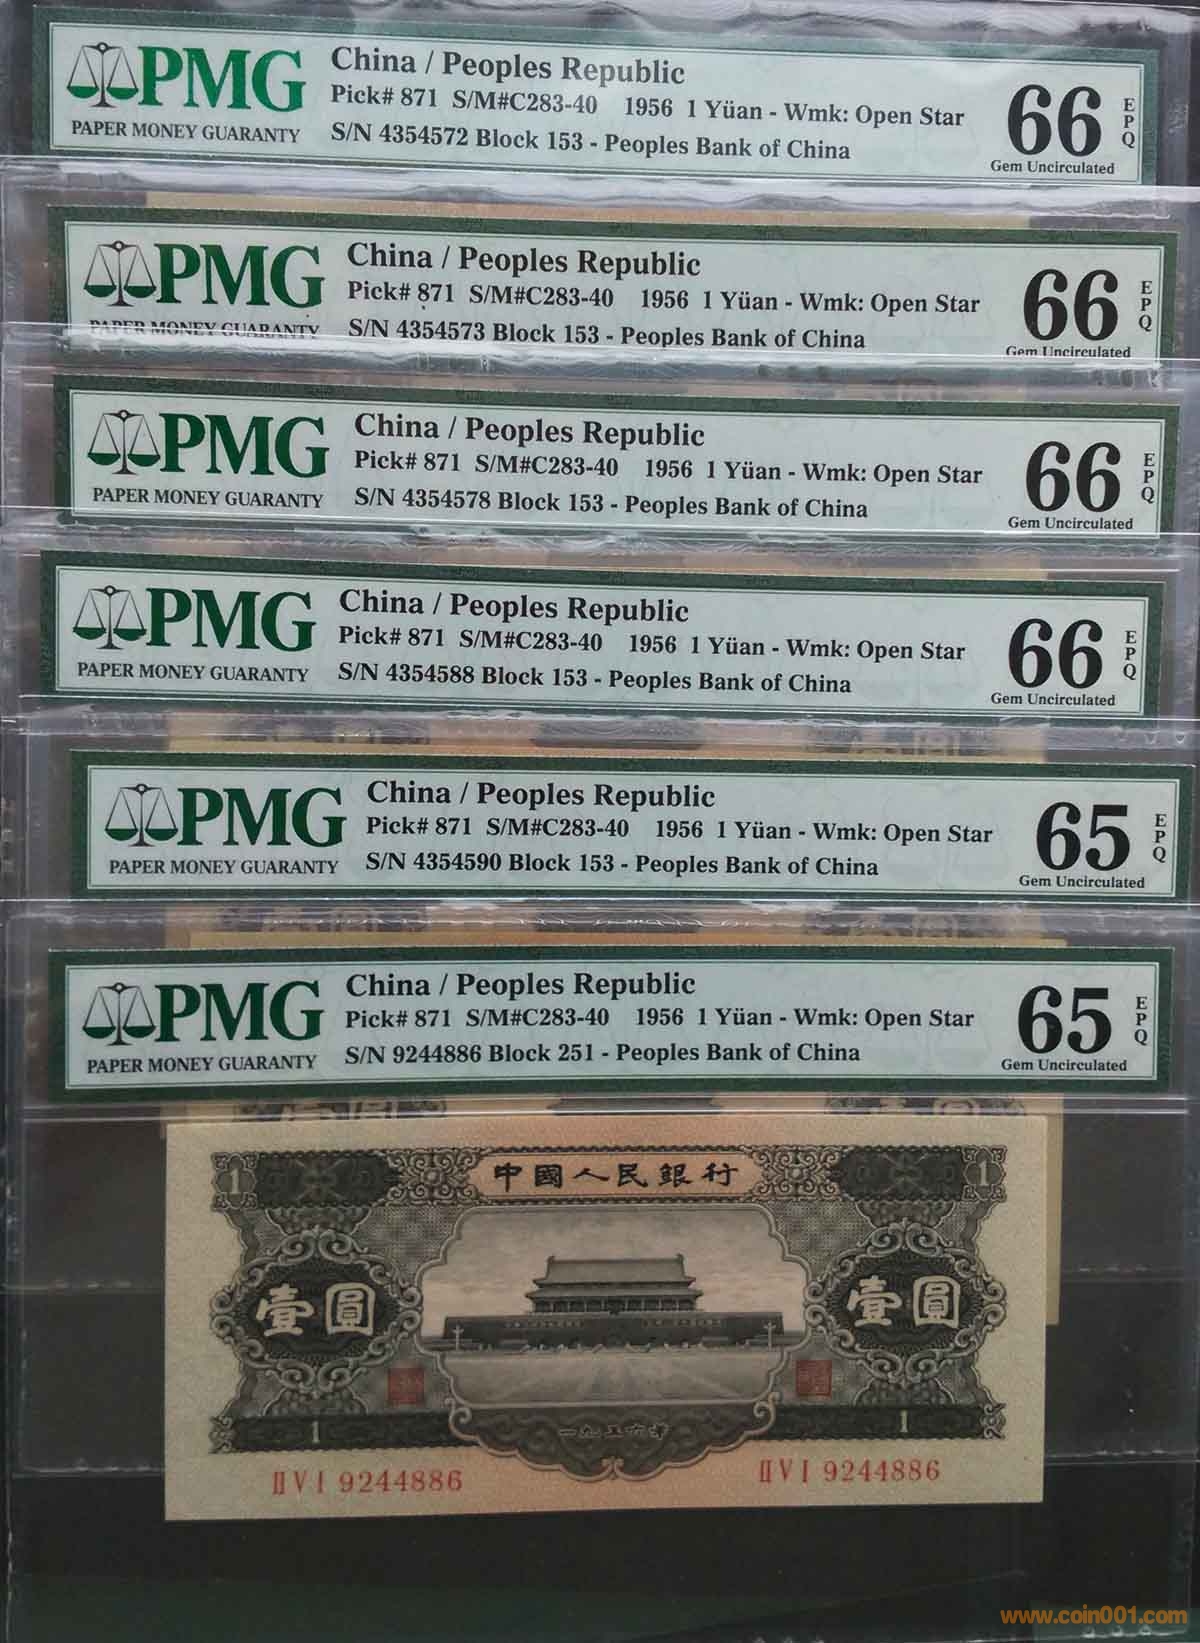 PMG
PAPER MONEY GUARANTY
China / Peoples Republic
Pick# 871 S/M#C283-40 1956 1 Yüan - Wmk: Open Star
S/N 4354572 Block 153 - Peoples Bank of China
66
EPQ
Gem Uncirculated
PMG
PAPER MONEY GUARANTY
China / Peoples Republic
Pick# 871 S/M#C283-40 1956 1 Yüan - Wmk: Open Star
S/N 4354573 Block 153 - Peoples Bank of China
66
EPQ
Gem Uncirculated
PMG
PAPER MONEY GUARANTY
China / Peoples Republic
Pick# 871 S/M#C283-40 1956 1 Yüan - Wmk: Open Star
S/N 4354578 Block 153 - Peoples Bank of China
66
EPQ
Gem Uncirculated
PMG
PAPER MONEY GUARANTY
China / Peoples Republic
Pick# 871 S/M#C283-40 1956 1 Yüan - Wmk: Open Star
S/N 4354588 Block 153 - Peoples Bank of China
66
EPQ
Gem Uncirculated
PMG
PAPER MONEY GUARANTY
China / Peoples Republic
Pick# 871 S/M#C283-40 1956 1 Yüan - Wmk: Open Star
S/N 4354590 Block 153 - Peoples Bank of China
65
EPQ
Gem Uncirculated
PMG
PAPER MONEY GUARANTY
China / Peoples Republic
Pick# 871 S/M#C283-40 1956 1 Yüan - Wmk: Open Star
S/N 9244886 Block 251 - Peoples Bank of China
65
EPQ
Gem Uncirculated
1 中國人民銀行 1
壹圓 壹圓
一九五六年
1 1
II V I 9244886 II V I 9244886
www.coin001.com